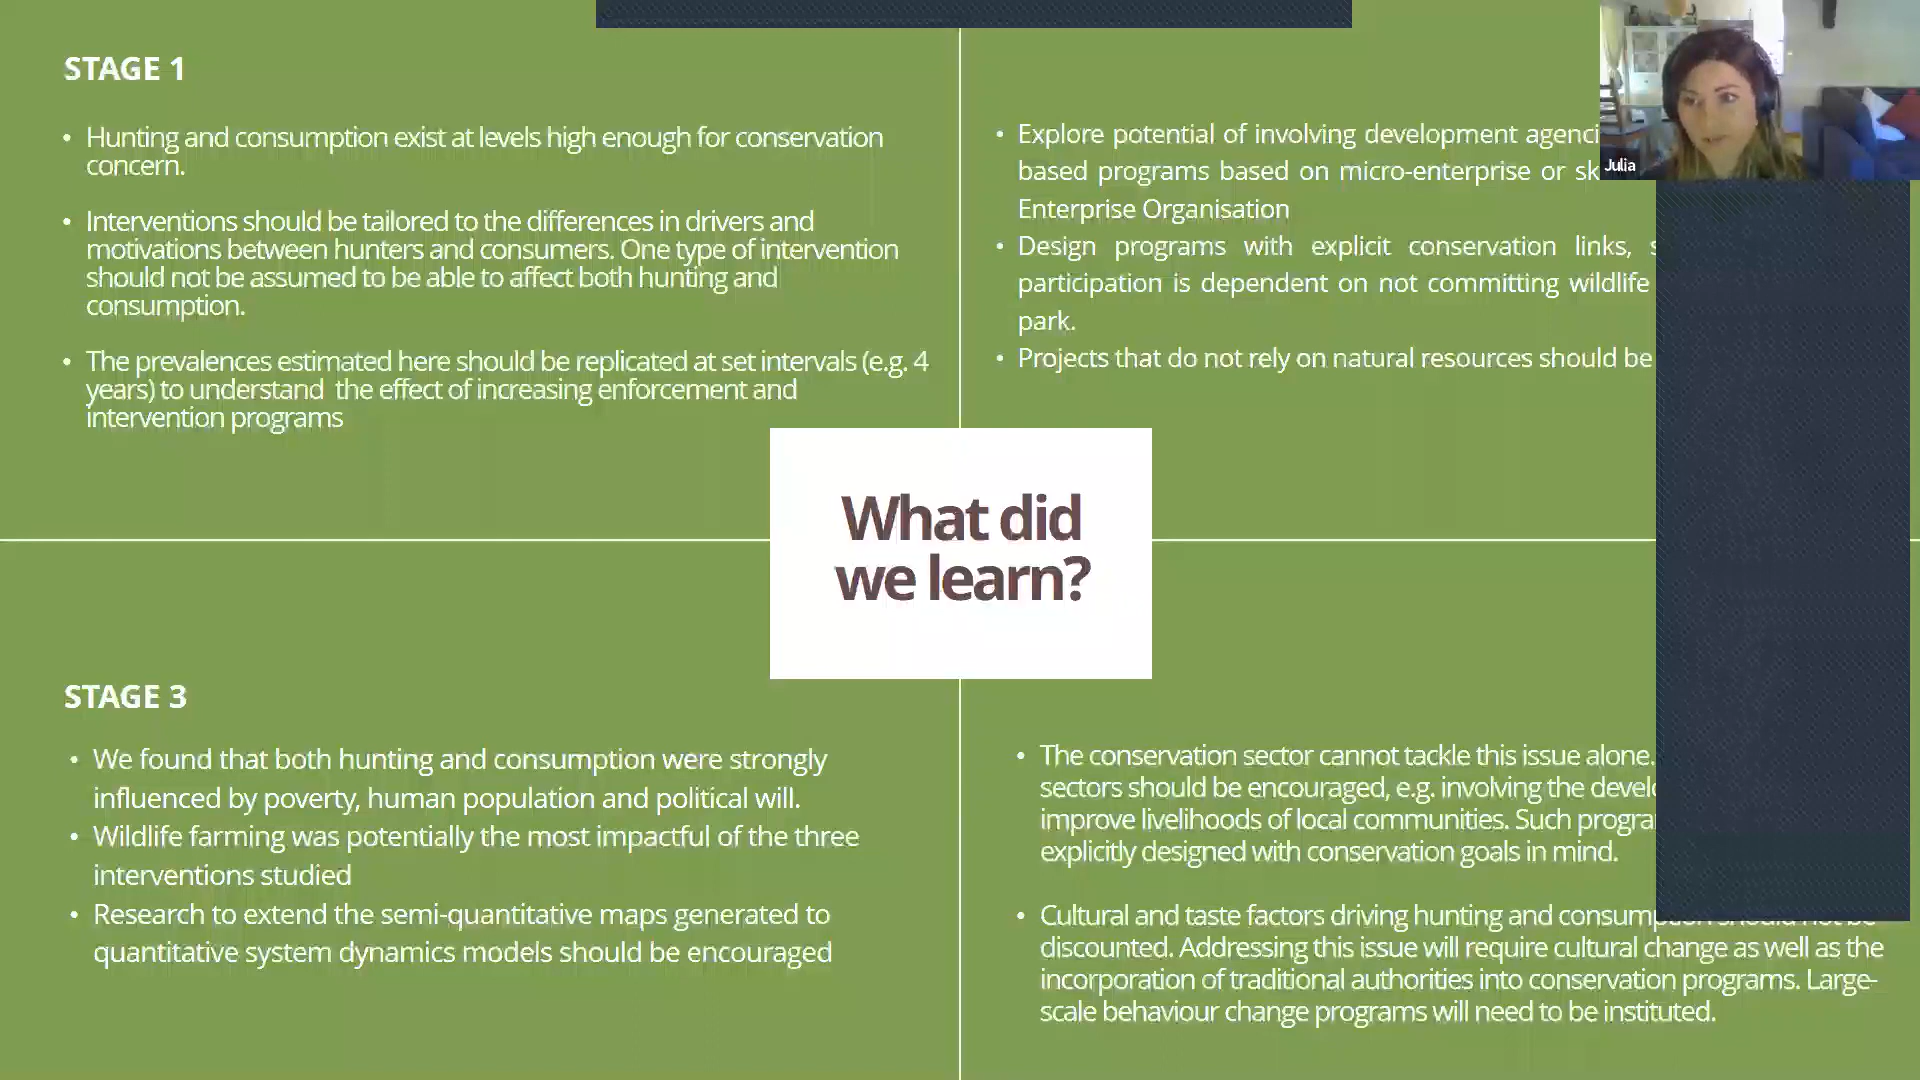 STAGE 1
• Hunting and consumption exist at levels high enough for conservation
concern.
• Interventions should be tailored to the differences in drivers and
motivations between hunters and consumers. One type of intervention
should not be assumed to be able to affect both hunting and
consumption.
• The prevalences estimated here should be replicated at set intervals (e.g. 4
years) to understand the effect of increasing enforcement and
intervention programs
• Explore potential of involving development
based programs based on micro-enterprise or
Enterprise Organisation
• Design programs with explicit conservation links,
participation is dependent on not committing wildlife
park.
• Projects that do not rely on natural resources should be
Julia
What did
we learn?
STAGE 3
• We found that both hunting and consumption were strongly
influenced by poverty, human population and political will.
• Wildlife farming was potentially the most impactful of the three
interventions studied
• Research to extend the semi-quantitative maps generated to
quantitative system dynamics models should be encouraged
• The conservation sector cannot tackle this issue alone.
sectors should be encouraged, e.g. involving the
improve livelihoods of local communities. Such
explicitly designed with conservation goals in mind.
• Cultural and taste factors driving hunting and consumption should not be
discounted. Addressing this issue will require cultural change as well as the
incorporation of traditional authorities into conservation programs. Large-
scale behaviour change programs will need to be instituted.